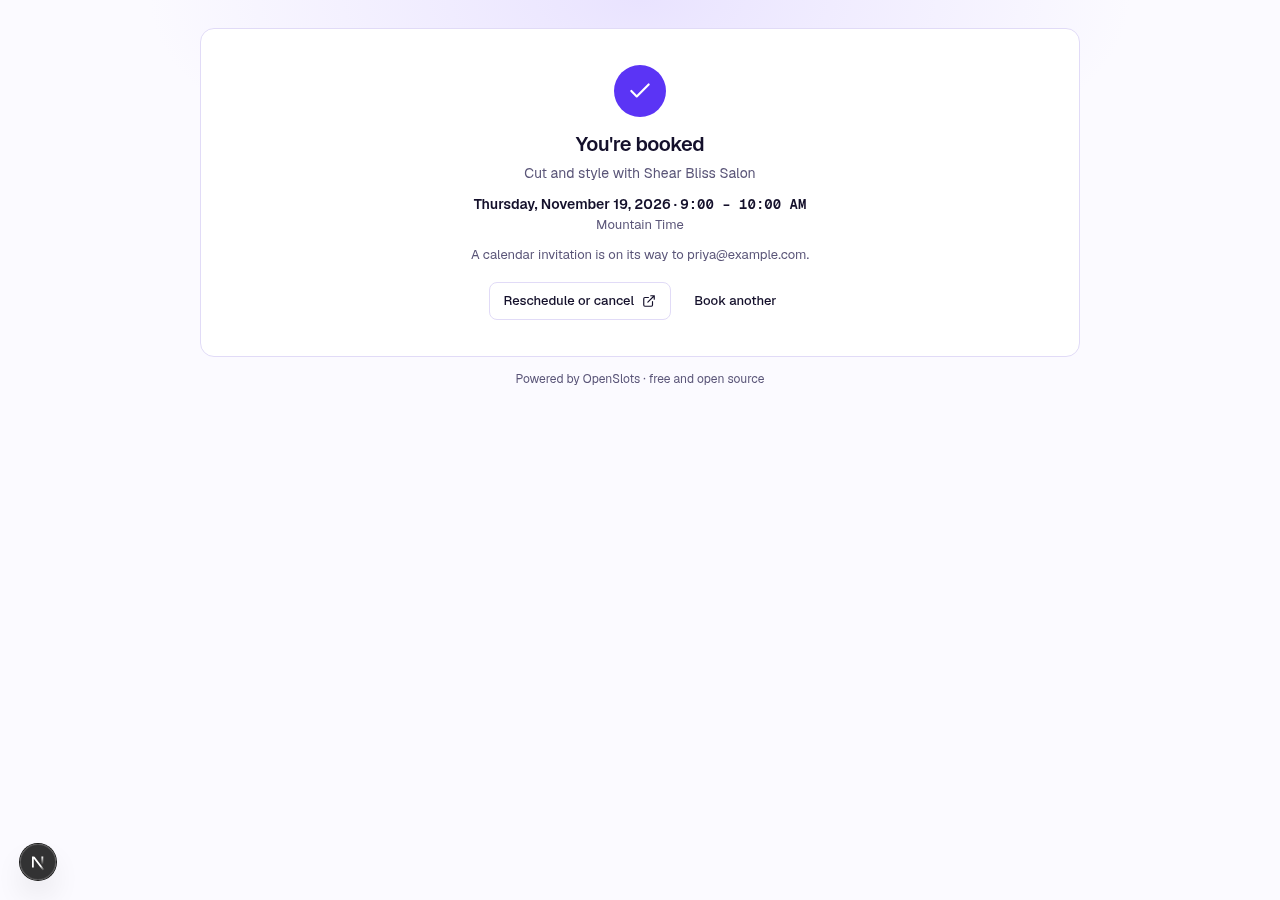 You're booked
Cut and style with Shear Bliss Salon
Thursday, November 19, 2026 · 9:00 – 10:00 AM
Mountain Time
A calendar invitation is on its way to priya@example.com.
Reschedule or cancel
Book another
Powered by OpenSlots · free and open source
N